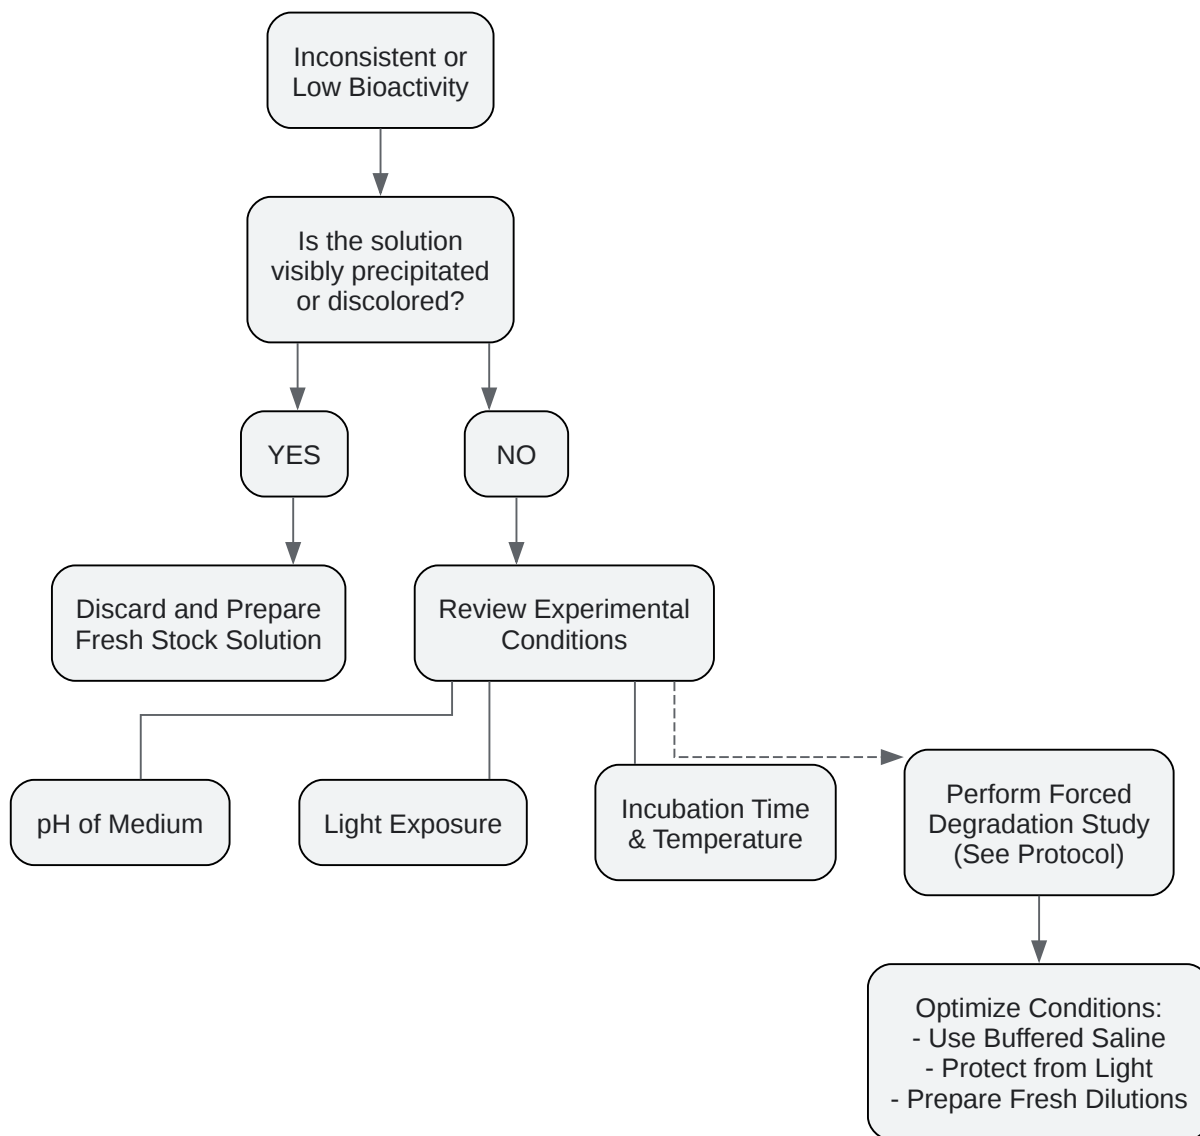 Inconsistent or
Low Bioactivity
Is the solution
visibly precipitated
or discolored?
YES
NO
Discard and Prepare
Fresh Stock Solution
Review Experimental
Conditions
pH of Medium
Light Exposure
Incubation Time
& Temperature
Perform Forced
Degradation Study
(See Protocol)
Optimize Conditions:
- Use Buffered Saline
- Protect from Light
- Prepare Fresh Dilutions